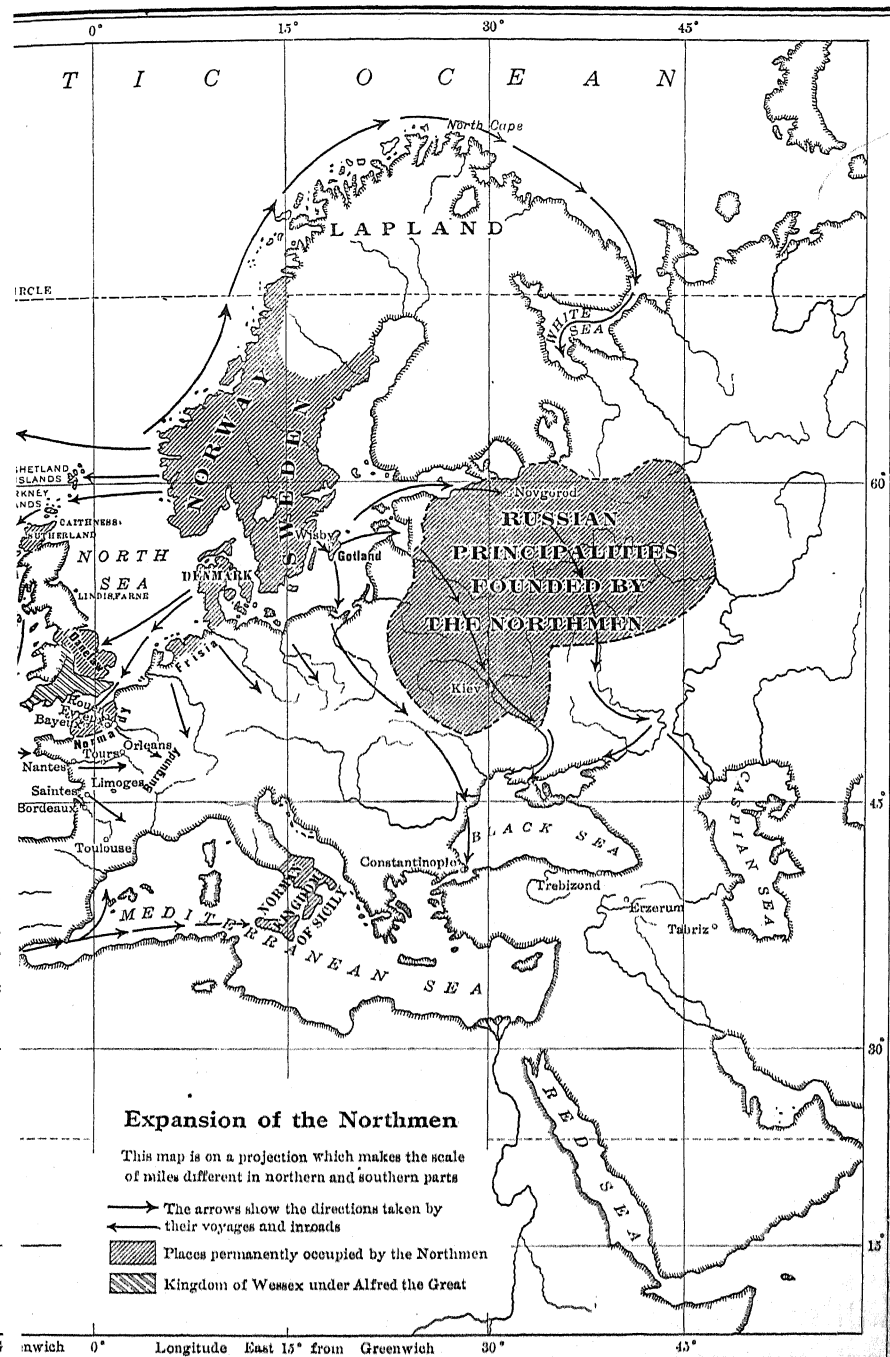 0° 15° 30° 45°
T I C O C E A N
North Cape
LAPLAND
IRCLE
WHITE
SEA
NORWAY
SWEDEN
SHETLAND
ISLANDS
RKNEY
ANDS
60
CAITHNESS
SUTHERLAND
Novgorod
RUSSIAN
PRINCIPALITIES
FOUNDED BY
THE NORTHMEN
Wisby
Gotland
NORTH
SEA
DENMARK
LINDISFARNE
Danelaw
Frisia
Kiev
Rouen
Evreux
Bayeux
Normandy
Orleans
Tours
Nantes
Burgundy
Limoges
Saintes
Bordeaux
45°
Toulouse
BLACK SEA
CASPIAN SEA
Constantinople
Trebizond
NORMAN
KINGDOM
OF SICILY
Erzerum
Tabriz
MEDITERRANEAN SEA
30°
RED SEA
Expansion of the Northmen
This map is on a projection which makes the scale
of miles different in northern and southern parts
The arrows show the directions taken by
their voyages and inroads
Places permanently occupied by the Northmen
Kingdom of Wessex under Alfred the Great
15°
enwich 0° Longitude East 15° from Greenwich 30° 45°